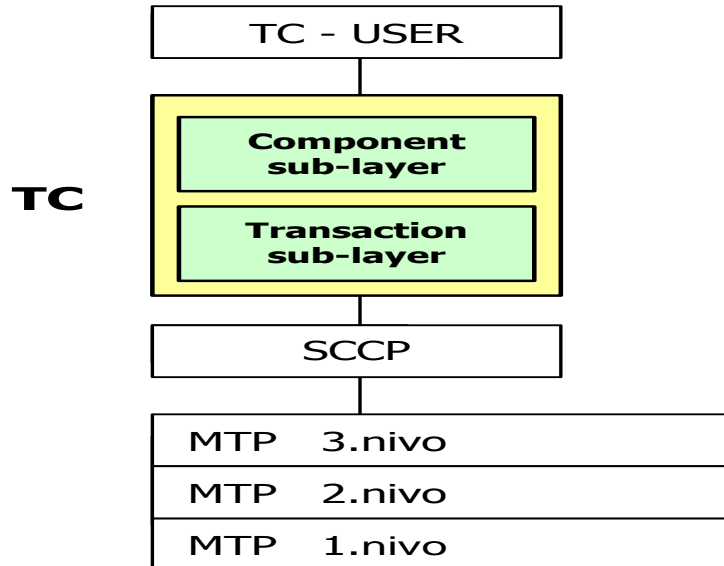 TC - USER
Component
sub-layer
TC
Transaction
sub-layer
SCCP
MTP 3.nivo
MTP 2.nivo
MTP 1.nivo